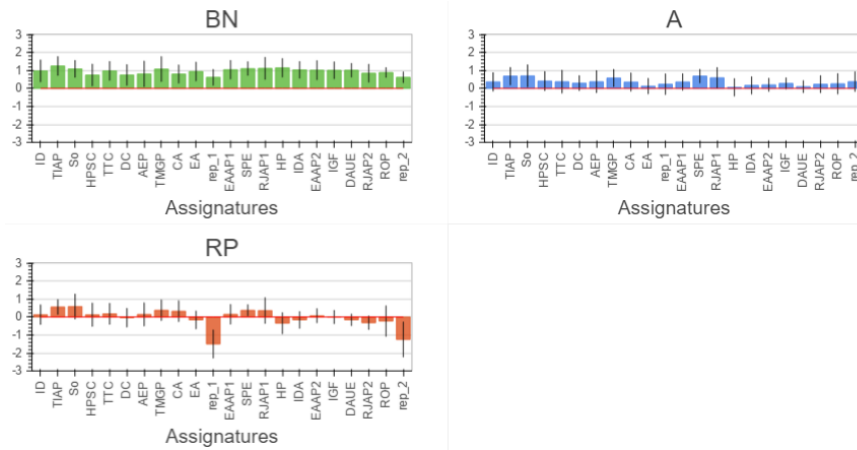 BN
3
2
1
0
-1
-2
-3
ID TIAP So HPSC TTC DC AEP TMGP CA EA rep_1 EAAP1 SPE RJAP1 HP IDA EAAP2 IGF DAUE RJAP2 ROP rep_2
Assignatures
A
3
2
1
0
-1
-2
-3
ID TIAP So HPSC TTC DC AEP TMGP CA EA rep_1 EAAP1 SPE RJAP1 HP IDA EAAP2 IGF DAUE RJAP2 ROP rep_2
Assignatures
RP
3
2
1
0
-1
-2
-3
ID TIAP So HPSC TTC DC AEP TMGP CA EA rep_1 EAAP1 SPE RJAP1 HP IDA EAAP2 IGF DAUE RJAP2 ROP rep_2
Assignatures